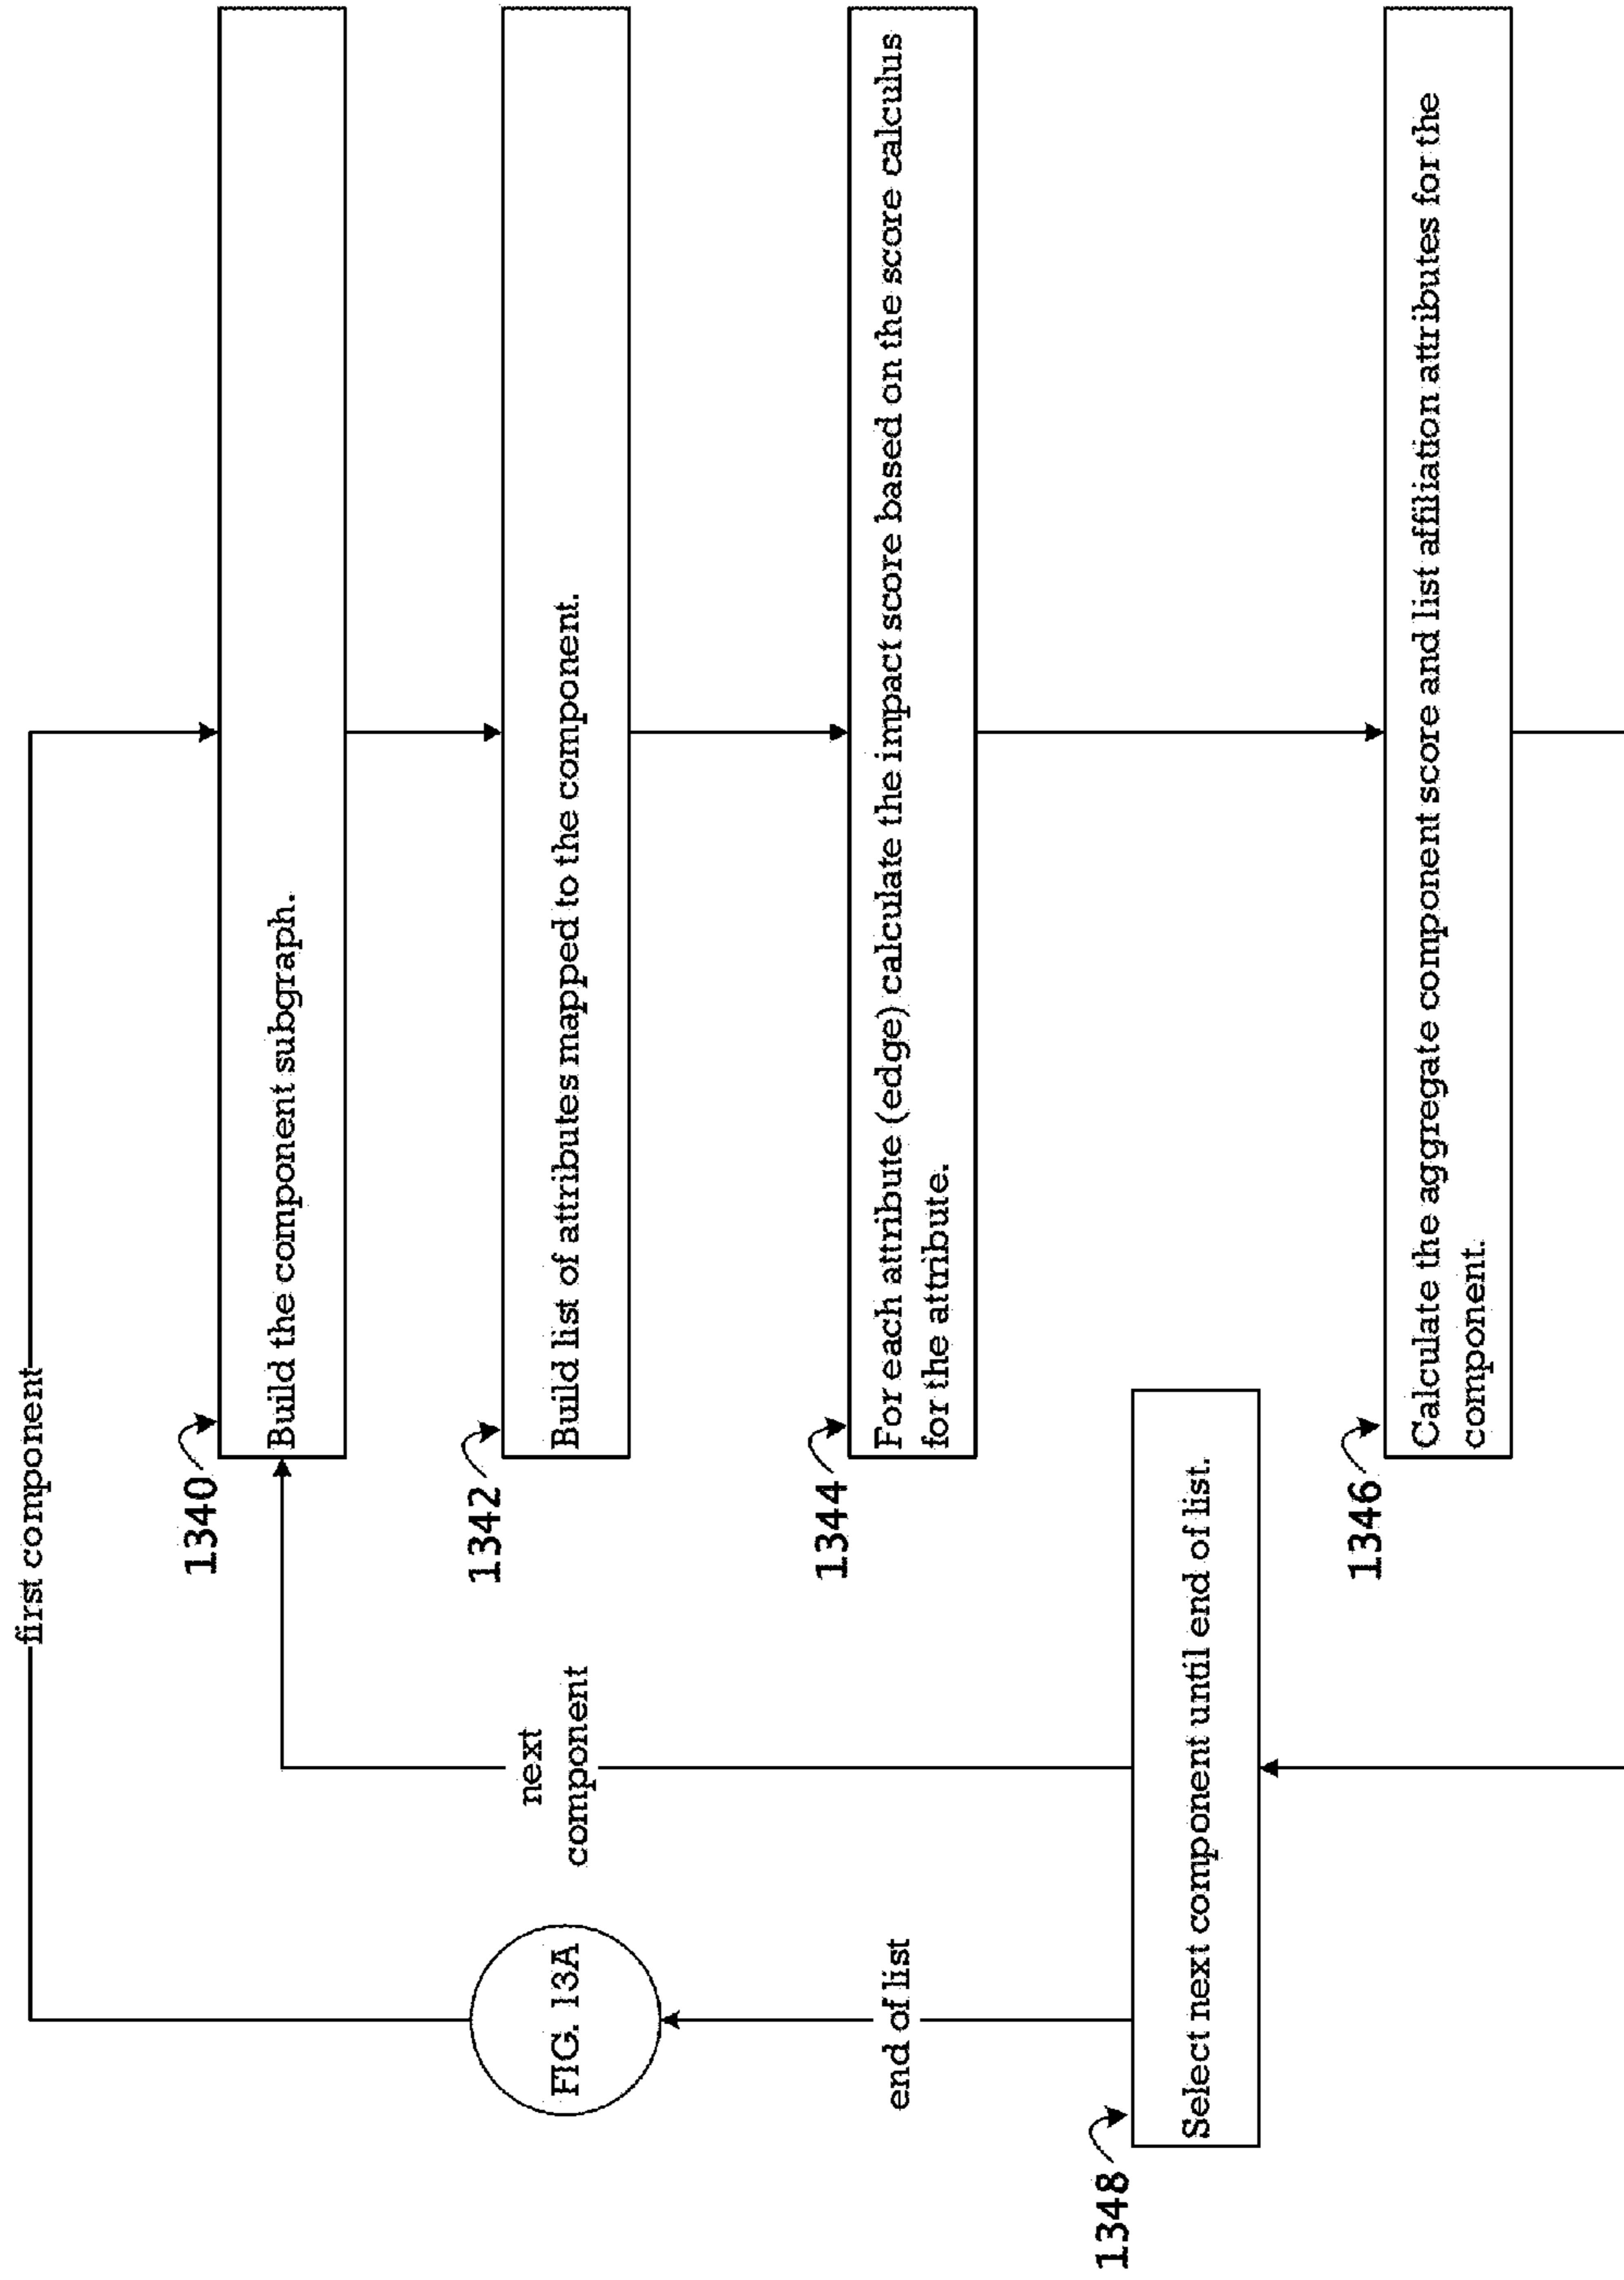 first component
1340
Build the component subgraph.
1342
Build list of attributes mapped to the component.
1344
For each attribute (edge) calculate the impact score based on the score calculus
for the attribute.
1346
Calculate the aggregate component score and list affiliation attributes for the
component.
next
component
FIG. 13A
end of list
1348
Select next component until end of list.